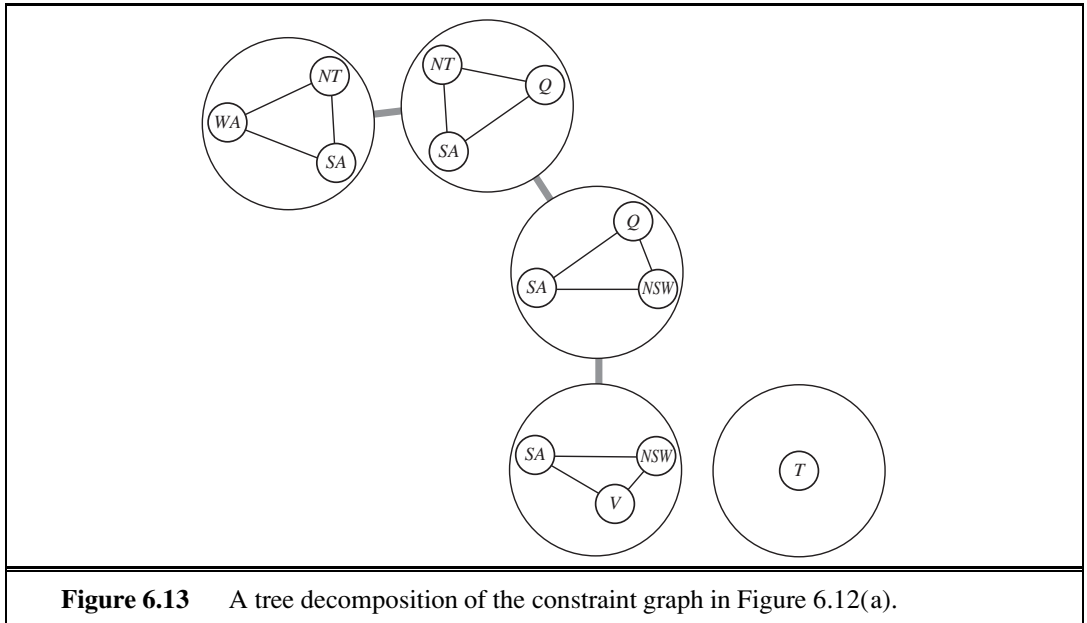 NT
WA
SA
NT
Q
SA
Q
SA
NSW
SA
NSW
V
T
Figure 6.13 A tree decomposition of the constraint graph in Figure 6.12(a).